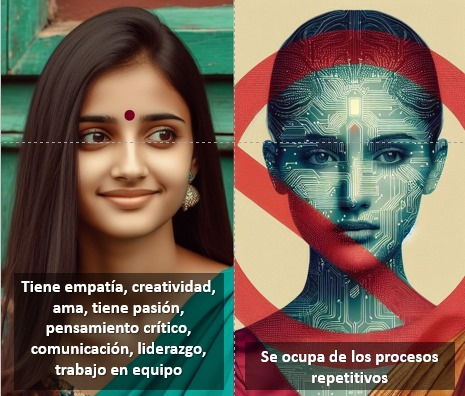 Tiene empatía, creatividad,
ama, tiene pasión,
pensamiento crítico,
comunicación, liderazgo,
trabajo en equipo
Se ocupa de los procesos
repetitivos